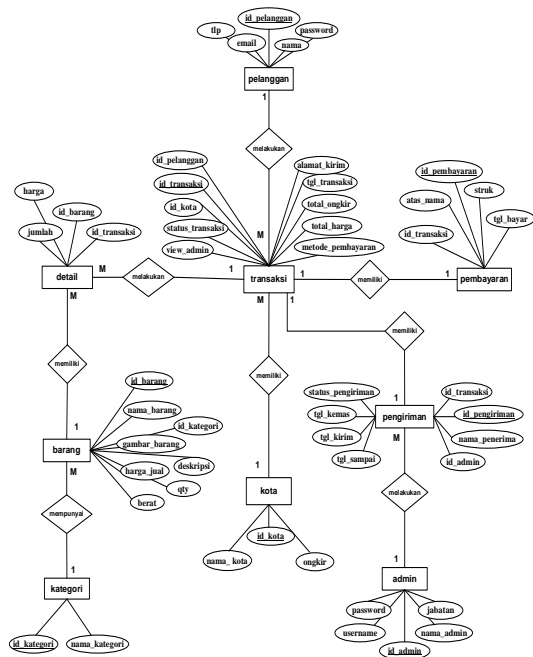 id_pelanggan
tlp
email
password
nama
pelanggan
1
melakukan
M
id_pelanggan
id_transaksi
id_kota
status_transaksi
view_admin
alamat_kirim
tgl_transaksi
total_ongkir
total_harga
metode_pembayaran
transaksi
harga
id_barang
jumlah
id_transaksi
detail
M
melakukan
1
1
memiliki
1
id_pembayaran
struk
atas_nama
tgl_bayar
id_transaksi
pembayaran
M
memiliki
1
M
memiliki
1
1
memiliki
1
id_barang
nama_barang
id_kategori
gambar_barang
harga_jual
deskripsi
qty
berat
barang
M
mempunyai
1
kategori
id_kategori
nama_kategori
kota
id_kota
nama_ kota
ongkir
status_pengiriman
tgl_kemas
tgl_kirim
tgl_sampai
id_transaksi
id_pengiriman
nama_penerima
id_admin
pengiriman
M
melakukan
1
admin
password
jabatan
username
nama_admin
id_admin